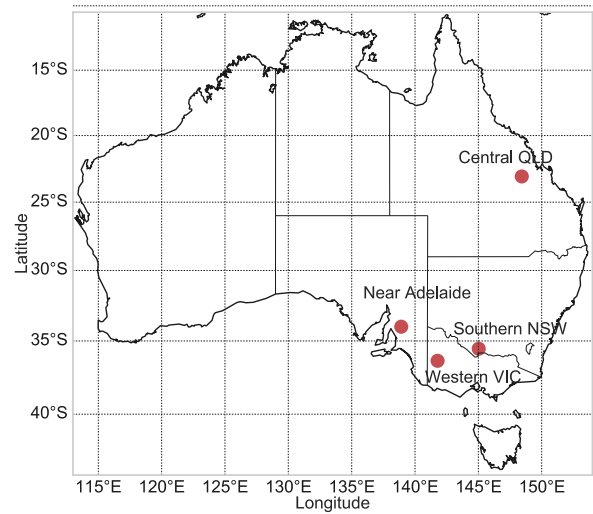 15°S
20°S
Central QLD
25°S
Latitude
30°S
Near Adelaide
35°S
Southern NSW
Western VIC
40°S
115°E 120°E 125°E 130°E 135°E 140°E 145°E 150°E
Longitude